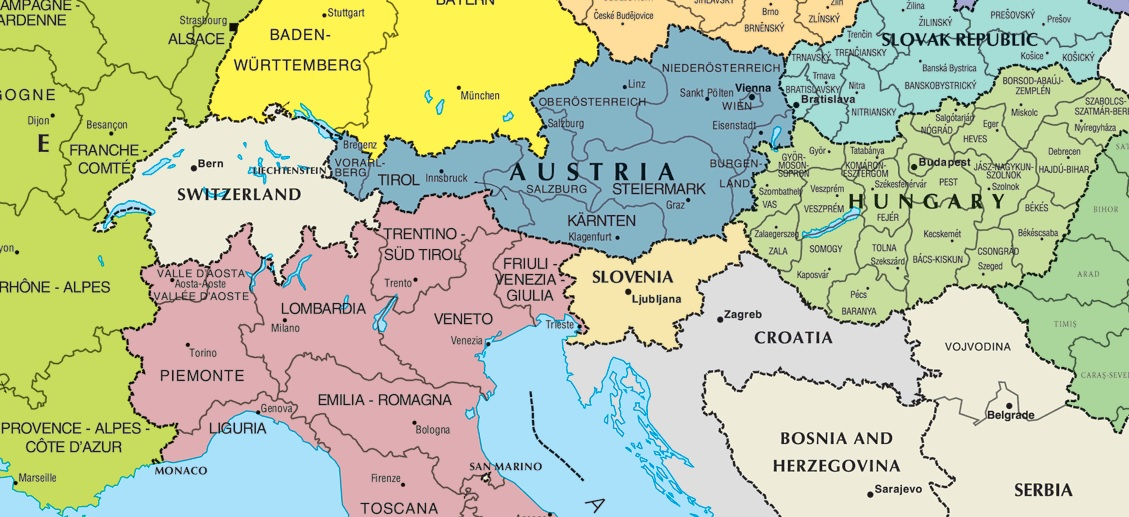 AMPAGNE -
ARDENNE
Strasbourg
ALSACE
Stuttgart
BADEN-
WÜRTTEMBERG
BAYERN
München
České Budějovice
JIHLAVSKÝ
Brno
BRNĚNSKÝ
Zlín
ZLÍNSKÝ
Žilina
ŽILINSKÝ
PREŠOVSKÝ
Prešov
Trenčín
TRENČIANSKY
SLOVAK REPUBLIC
Košice
KOŠICKÝ
TRNAVSKÝ
Trnava
Banská Bystrica
BANSKOBYSTRICKÝ
BRATISLAVSKÝ
Bratislava
Nitra
NITRIANSKY
NIEDERÖSTERREICH
Linz
Sankt Pölten
Vienna
WIEN
OBERÖSTERREICH
Salzburg
Eisenstadt
BURGEN-
LAND
AUSTRIA
SALZBURG
STEIERMARK
Graz
KÄRNTEN
Klagenfurt
TIROL
Innsbruck
Bregenz
VORARL-
BERG
OGNE
Dijon
E
Besançon
FRANCHE -
COMTÉ
Bern
LIECHTENSTEIN
SWITZERLAND
yon
RHÔNE - ALPES
BORSOD-ABAÚJ-
ZEMPLÉN
Miskolc
SZABOLCS-
SZATMÁR-BER
Nyíregyháza
Salgótarján
NÓGRÁD
Eger
HEVES
Debrecen
HAJDÚ-BIHAR
Győr
GYŐR-
MOSON-
SOPRON
Tatabánya
KOMÁROM-
ESZTERGOM
Budapest
JÁSZ-NAGYKUN-
SZOLNOK
Szolnok
PEST
Szombathely
VAS
Veszprém
VESZPRÉM
Székesfehérvár
FEJÉR
HUNGARY
BÉKÉS
Békéscsaba
Zalaegerszeg
ZALA
SOMOGY
Kaposvár
TOLNA
Szekszárd
Kecskemét
BÁCS-KISKUN
CSONGRÁD
Szeged
Pécs
BARANYA
SAT
BIHOR
ARAD
TIMIȘ
CARAȘ-SEVE
TRENTINO -
SÜD TIROL
Trento
FRIULI -
VENEZIA
GIULIA
Trieste
SLOVENIA
Ljubljana
Zagreb
CROATIA
VALLE D'AOSTA
Aosta-Aoste
VALLÉE D'AOSTE
LOMBARDIA
Milano
VENETO
Venezia
Torino
PIEMONTE
EMILIA - ROMAGNA
Bologna
Genova
LIGURIA
PROVENCE - ALPES -
CÔTE D'AZUR
Marseille
MONACO
Firenze
TOSCANA
SAN MARINO
A
VOJVODINA
Belgrade
BOSNIA AND
HERZEGOVINA
Sarajevo
SERBIA